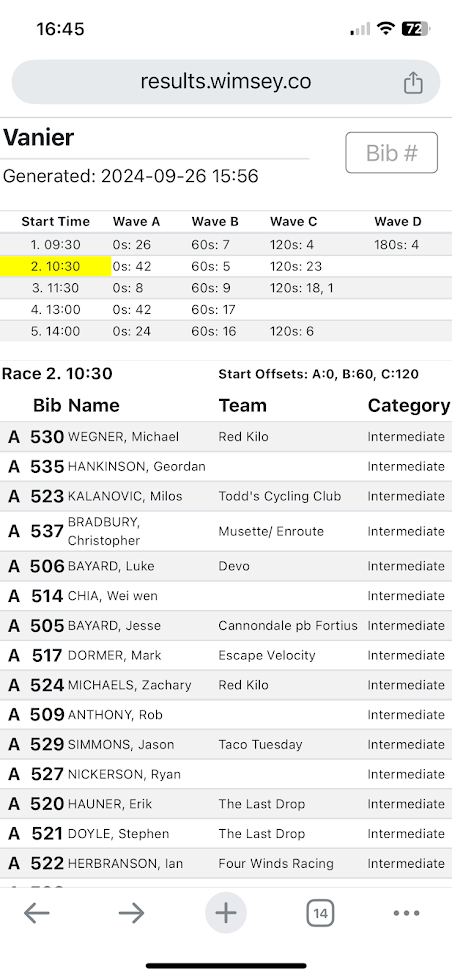 16:45
72
results.wimsey.co
Vanier
Bib #
Generated: 2024-09-26 15:56
Start Time Wave A Wave B Wave C Wave D
1. 09:30 0s: 26 60s: 7 120s: 4 180s: 4
2. 10:30 0s: 42 60s: 5 120s: 23
3. 11:30 0s: 8 60s: 9 120s: 18, 1
4. 13:00 0s: 42 60s: 17
5. 14:00 0s: 24 60s: 16 120s: 6
Race 2. 10:30 Start Offsets: A:0, B:60, C:120
Bib Name Team Category
A 530 WEGNER, Michael Red Kilo Intermediate
A 535 HANKINSON, Geordan Intermediate
A 523 KALANOVIC, Milos Todd's Cycling Club Intermediate
A 537 BRADBURY, Christopher Musette/ Enroute Intermediate
A 506 BAYARD, Luke Devo Intermediate
A 514 CHIA, Wei wen Intermediate
A 505 BAYARD, Jesse Cannondale pb Fortius Intermediate
A 517 DORMER, Mark Escape Velocity Intermediate
A 524 MICHAELS, Zachary Red Kilo Intermediate
A 509 ANTHONY, Rob Intermediate
A 529 SIMMONS, Jason Taco Tuesday Intermediate
A 527 NICKERSON, Ryan Intermediate
A 520 HAUNER, Erik The Last Drop Intermediate
A 521 DOYLE, Stephen The Last Drop Intermediate
A 522 HERBRANSON, Ian Four Winds Racing Intermediate
14